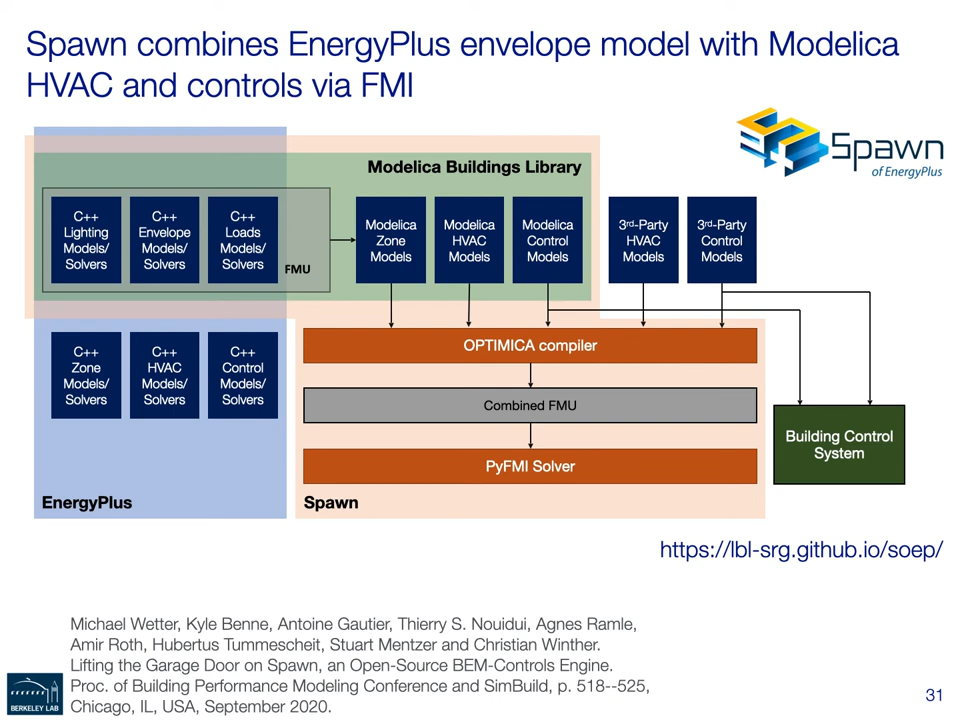 Spawn combines EnergyPlus envelope model with Modelica
HVAC and controls via FMI
Spawn
of EnergyPlus
Modelica Buildings Library
C++
Lighting
Models/
Solvers
C++
Envelope
Models/
Solvers
C++
Loads
Models/
Solvers
FMU
Modelica
Zone
Models
Modelica
HVAC
Models
Modelica
Control
Models
3rd-Party
HVAC
Models
3rd-Party
Control
Models
C++
Zone
Models/
Solvers
C++
HVAC
Models/
Solvers
C++
Control
Models/
Solvers
OPTIMICA compiler
Combined FMU
PyFMI Solver
Building Control
System
EnergyPlus
Spawn
https://lbl-srg.github.io/soep/
Michael Wetter, Kyle Benne, Antoine Gautier, Thierry S. Nouidui, Agnes Ramle,
Amir Roth, Hubertus Tummescheit, Stuart Mentzer and Christian Winther.
Lifting the Garage Door on Spawn, an Open-Source BEM-Controls Engine.
Proc. of Building Performance Modeling Conference and SimBuild, p. 518--525,
Chicago, IL, USA, September 2020.
BERKELEY LAB
31